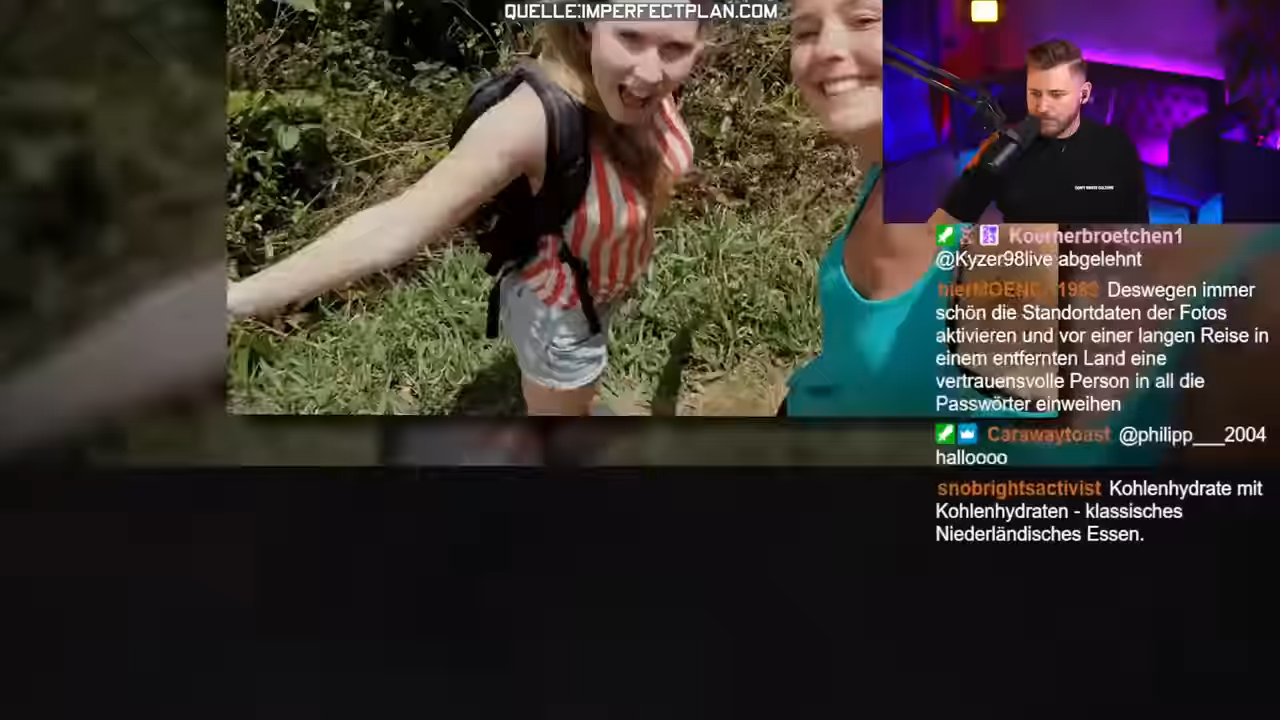 QUELLE:IMPERFECTPLAN.COM
Koernerbroetchen1
@Kyzer98live abgelehnt
Deswegen immer
schön die Standortdaten der Fotos
aktivieren und vor einer langen Reise in
einem entfernten Land eine
vertrauensvolle Person in all die
Passwörter einweihen
Carawaytoast @philipp___2004
halloooo
snobrightsactivist Kohlenhydrate mit
Kohlenhydraten - klassisches
Niederländisches Essen.